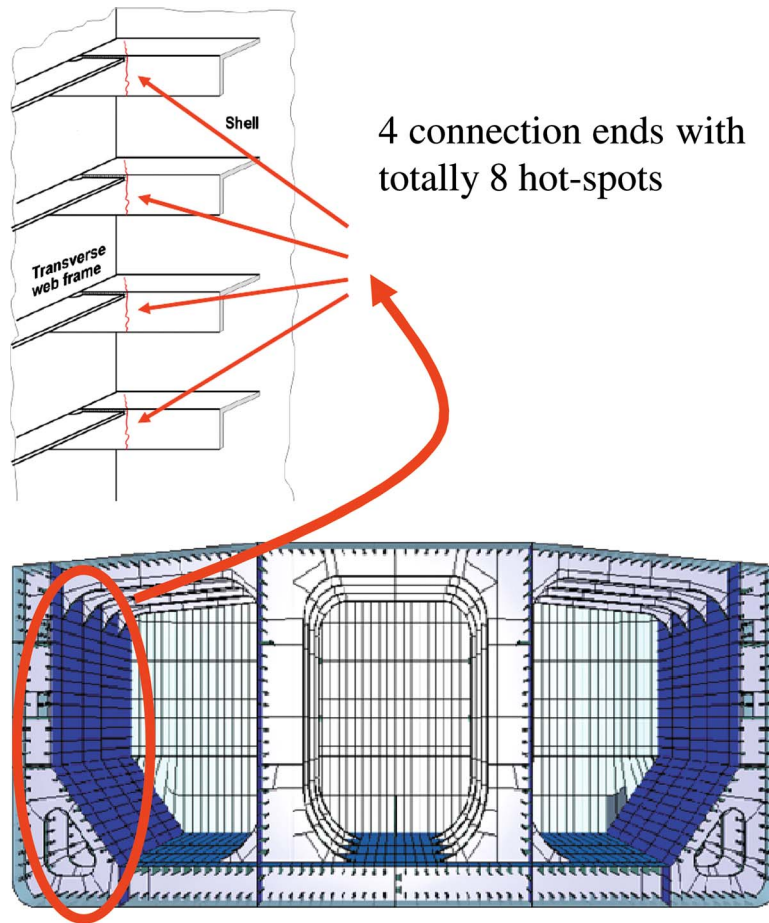 Shell
4 connection ends with
totally 8 hot-spots
Transverse
web frame